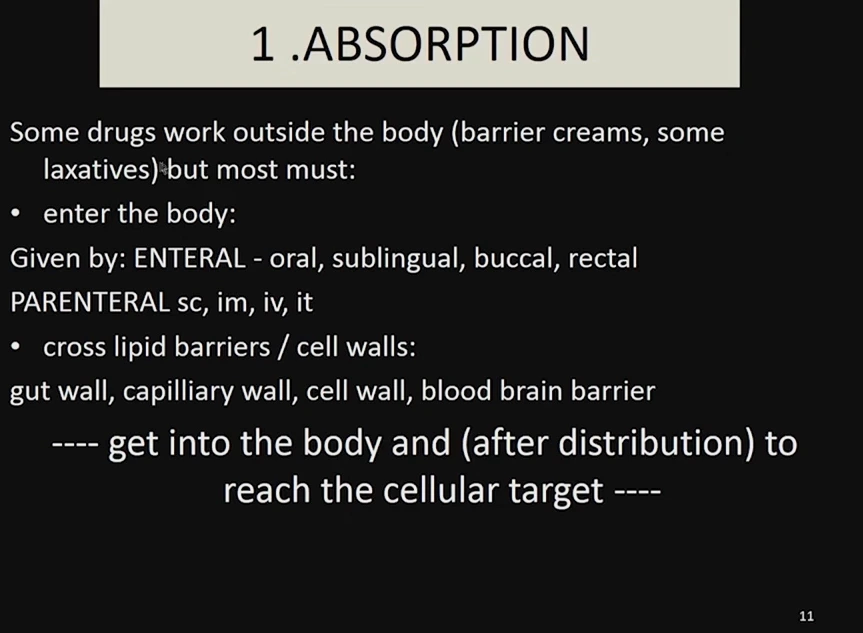 1 .ABSORPTION
Some drugs work outside the body (barrier creams, some
laxatives) but most must:
• enter the body:
Given by: ENTERAL - oral, sublingual, buccal, rectal
PARENTERAL sc, im, iv, it
• cross lipid barriers / cell walls:
gut wall, capilliary wall, cell wall, blood brain barrier
---- get into the body and (after distribution) to
reach the cellular target ----
11